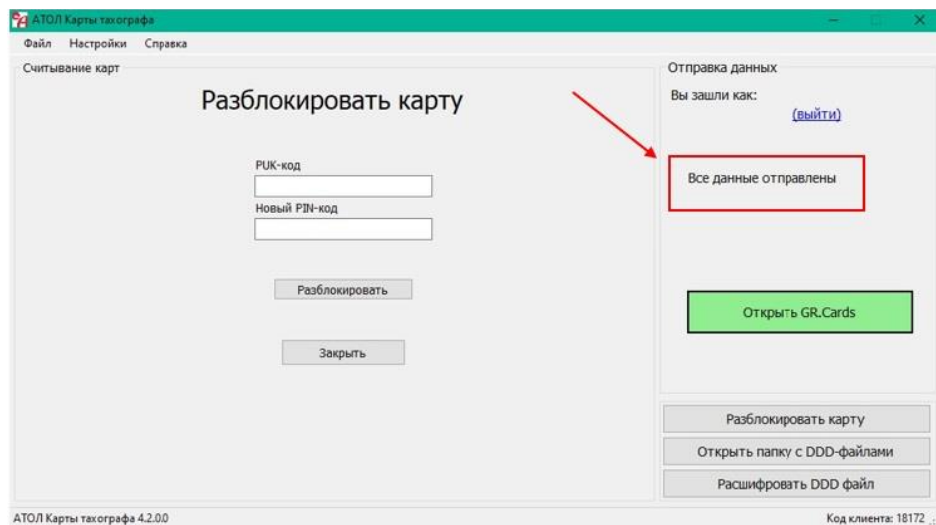 АТОЛ Карты тахографа
Файл Настройки Справка
Считывание карт
Разблокировать карту
PUK-код
Новый PIN-код
Разблокировать
Закрыть
Отправка данных
Вы зашли как:
(выйти)
Все данные отправлены
Открыть GR.Cards
Разблокировать карту
Открыть папку с DDD-файлами
Расшифровать DDD файл
АТОЛ Карты тахографа 4.2.0.0
Код клиента: 18172